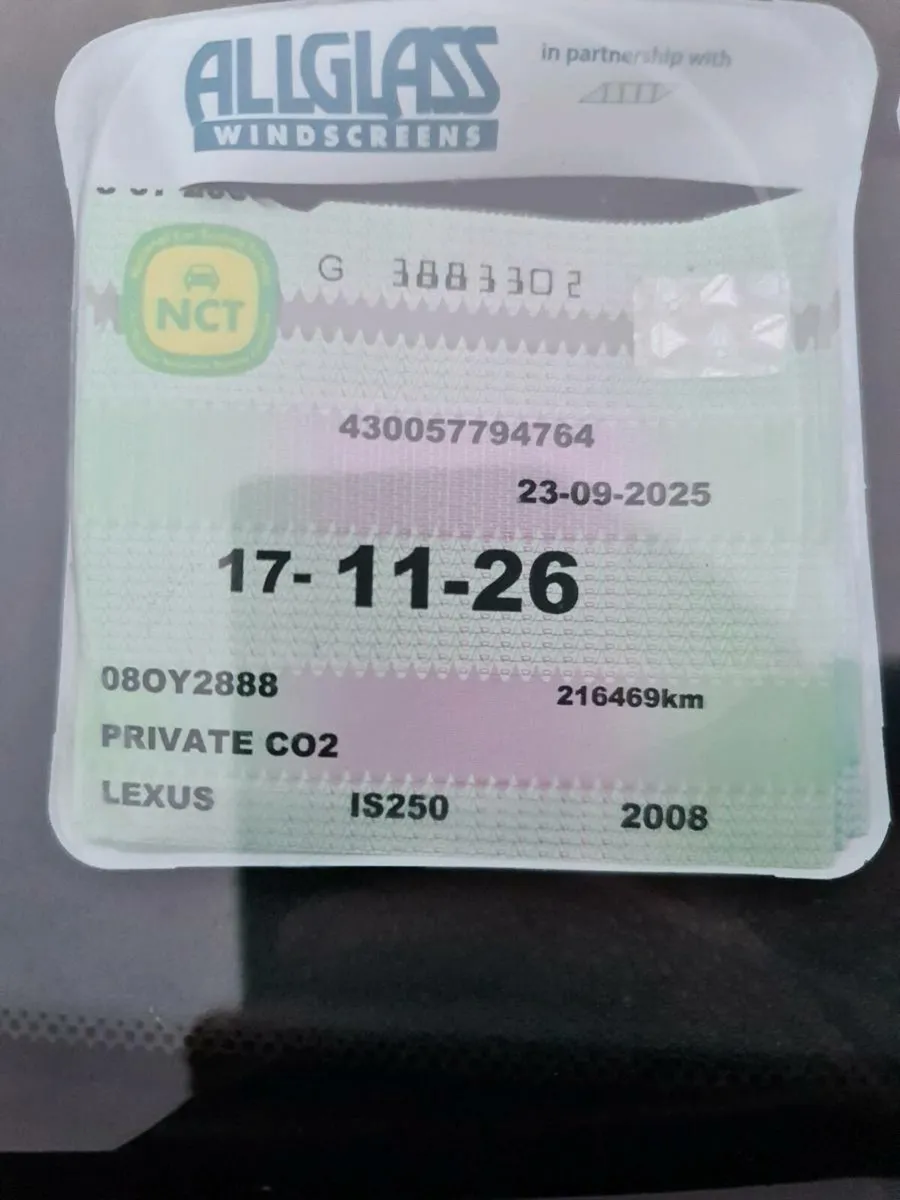 ALLGLASS
WINDSCREENS
in partnership with
NCT
G 3883302
430057794764
23-09-2025
17-11-26
08OY2888
216469km
PRIVATE CO2
LEXUS IS250 2008